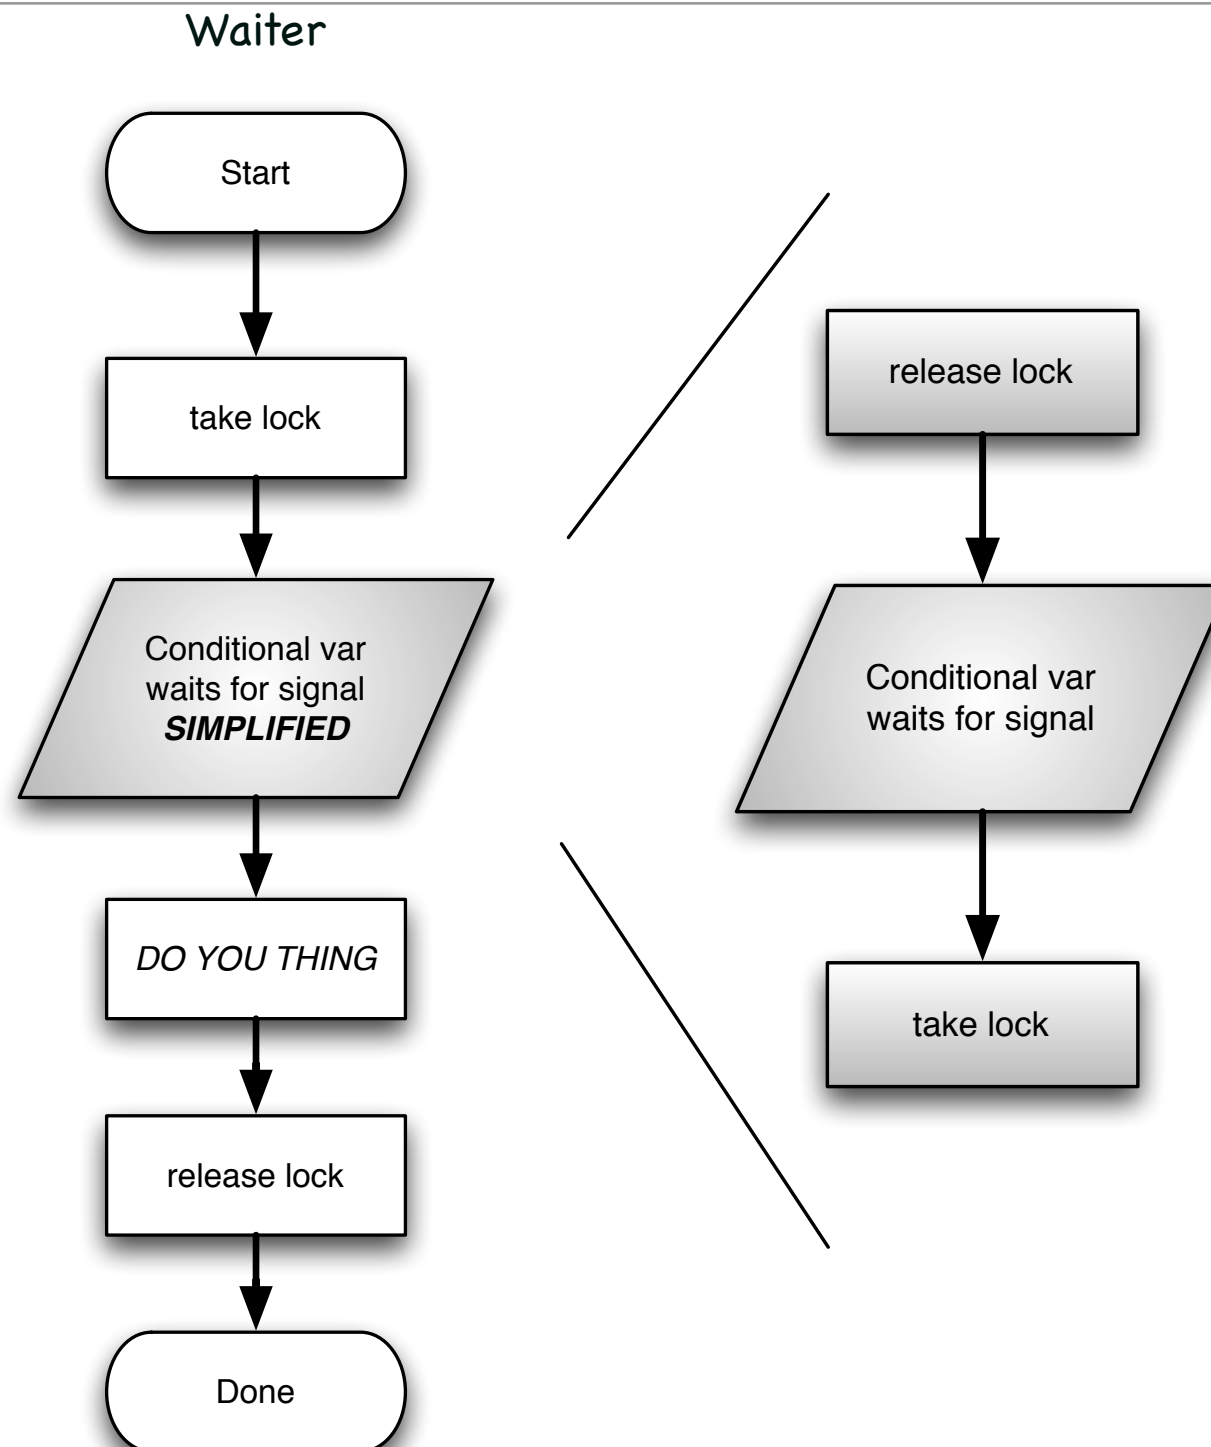 Waiter
Start
take lock
Conditional var
waits for signal
SIMPLIFIED
DO YOU THING
release lock
Done
release lock
Conditional var
waits for signal
take lock